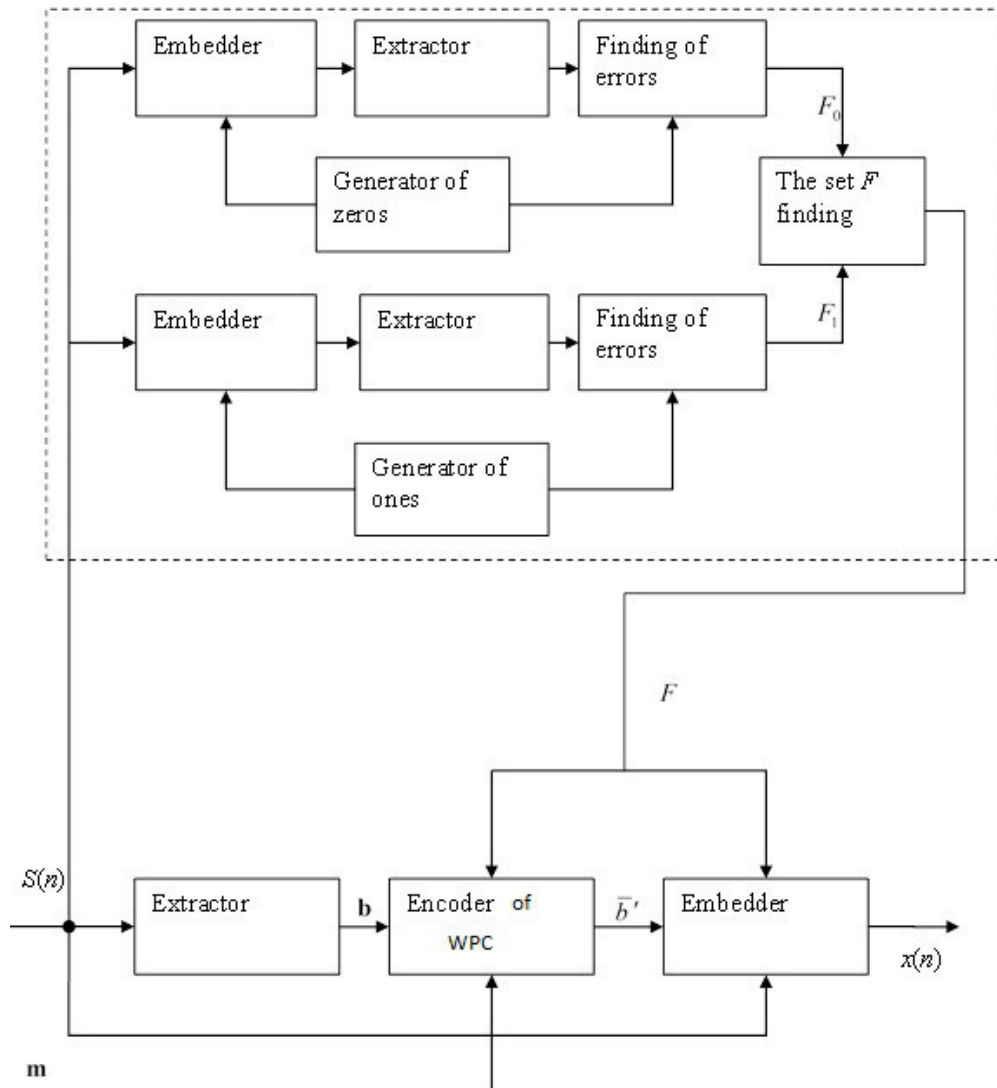 Embedder
Extractor
Finding of
errors
F₀
Generator of
zeros
The set F
finding
Embedder
Extractor
Finding of
errors
F₁
Generator of
ones
F
S(n)
Extractor
b
Encoder of
WPC
b̅'
Embedder
x(n)
m